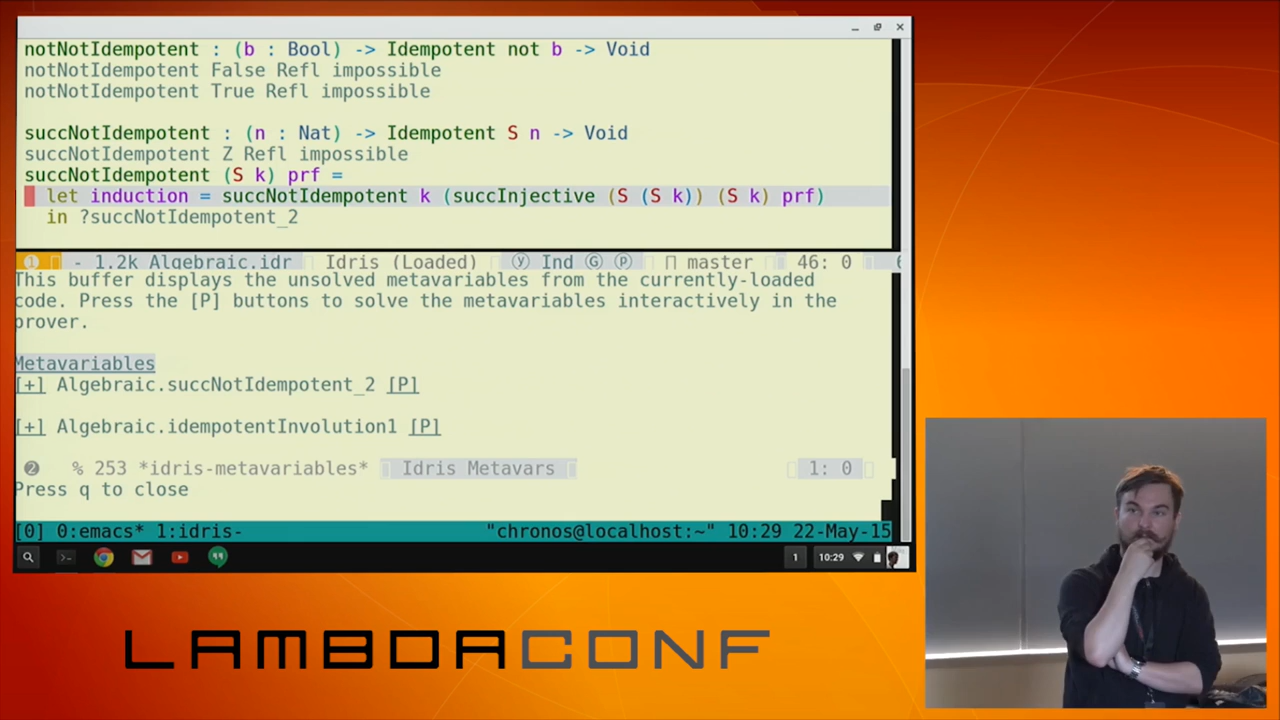 notNotIdempotent : (b : Bool) -> Idempotent not b -> Void
notNotIdempotent False Refl impossible
notNotIdempotent True Refl impossible
succNotIdempotent : (n : Nat) -> Idempotent S n -> Void
succNotIdempotent Z Refl impossible
succNotIdempotent (S k) prf =
let induction = succNotIdempotent k (succInjective (S (S k)) (S k) prf)
in ?succNotIdempotent_2
1 - 1.2k Algebraic.idr Idris (Loaded) ⓨ Ind Ⓖ ⓟ master 46: 0
This buffer displays the unsolved metavariables from the currently-loaded
code. Press the [P] buttons to solve the metavariables interactively in the
prover.
Metavariables
[+] Algebraic.succNotIdempotent_2 [P]
[+] Algebraic.idempotentInvolution1 [P]
❷ % 253 *idris-metavariables* Idris Metavars 1: 0
Press q to close
[0] 0:emacs* 1:idris- "chronos@localhost:~" 10:29 22-May-15
1 10:29
LAMBDACONF